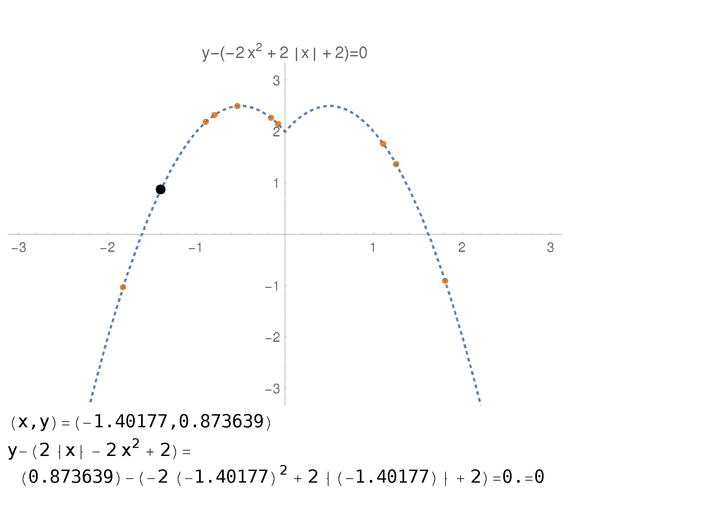 y−(−2 x² + 2 |x| + 2)=0
3
2
1
−3 −2 −1 1 2 3
−1
−2
−3
(x,y) = (−1.40177,0.873639)
y− (2 |x| − 2 x² + 2) =
(0.873639) − (−2 (−1.40177)² + 2 | (−1.40177) | + 2) =0.=0